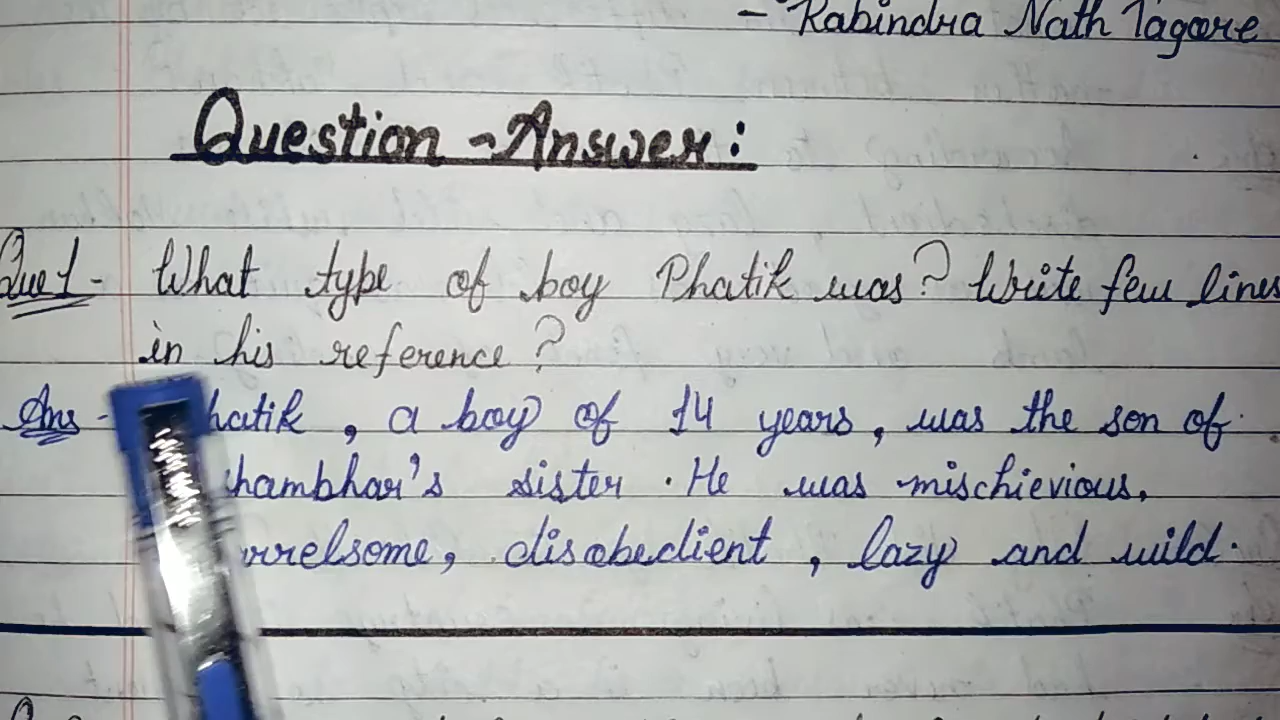 - Rabindra Nath Tagore
Question - Answer:
Que 1 - What type of boy Phatik was? Write few lines
in his reference?
Ans - hatik, a boy of 14 years, was the son of
hambhar's sister. He was mischievious,
rrelsome, disobedient, lazy and wild.